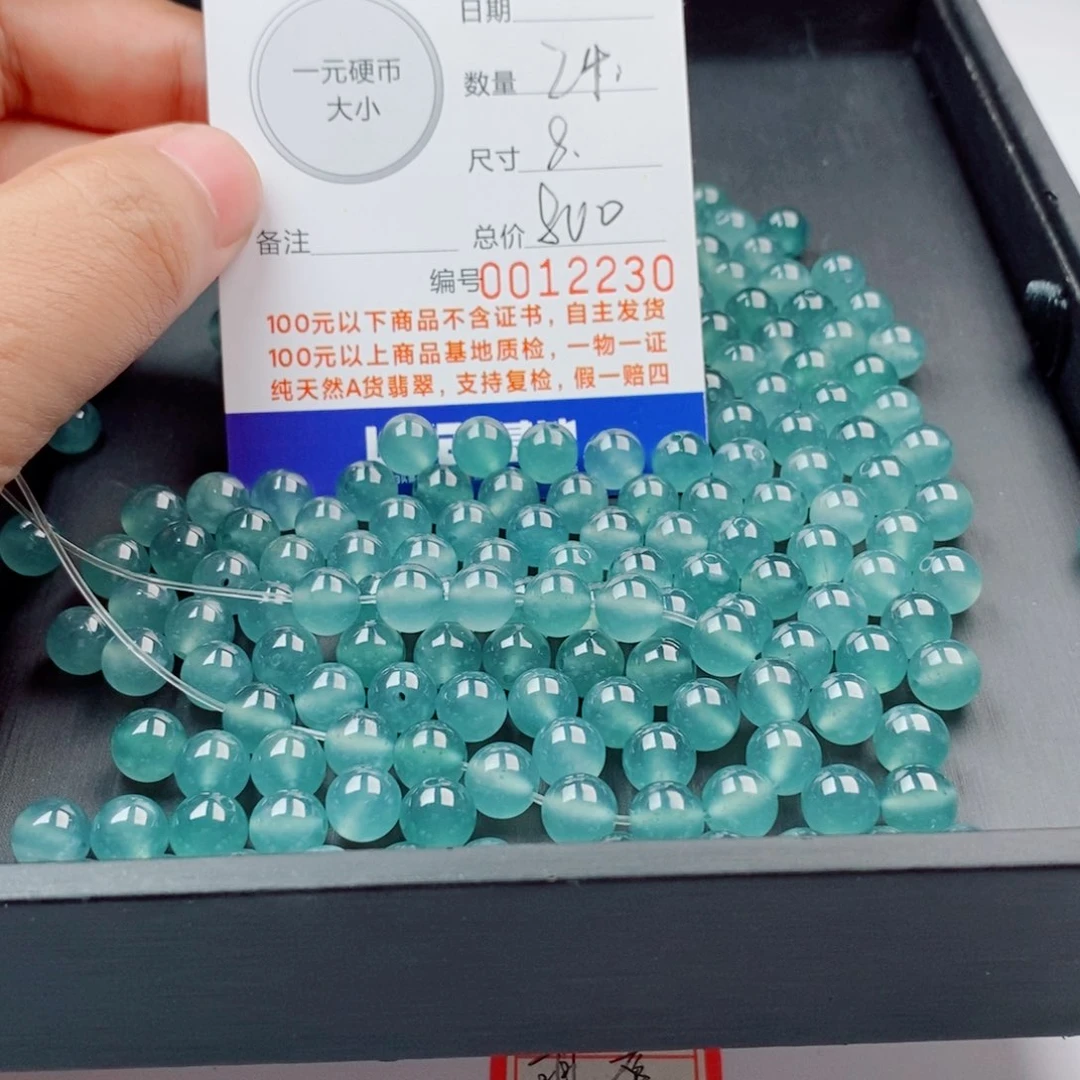 一元硬币
大小
日期
数量 24.
尺寸 8.
备注 总价 800
编号0012230
100元以下商品不含证书，自主发货
100元以上商品基地质检，一物一证
纯天然A货翡翠，支持复检，假一赔四